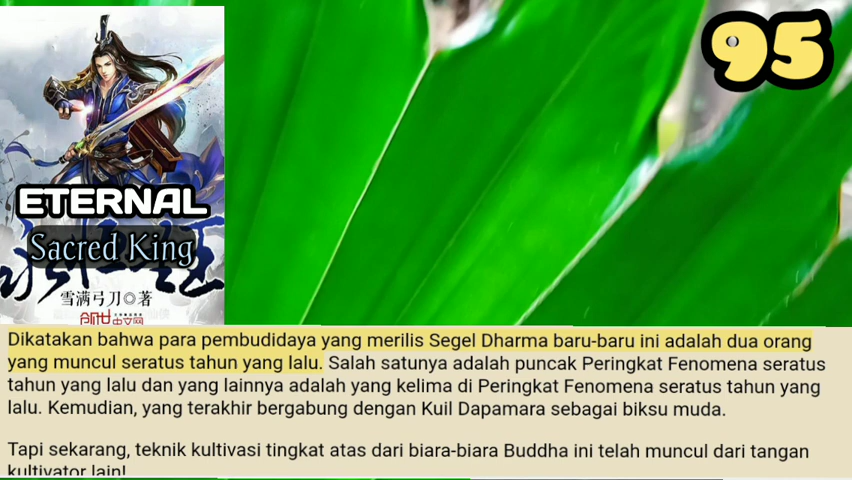 95
ETERNAL
Sacred King
雪满弓刀◎著
中文网
Dikatakan bahwa para pembudidaya yang merilis Segel Dharma baru-baru ini adalah dua orang
yang muncul seratus tahun yang lalu. Salah satunya adalah puncak Peringkat Fenomena seratus
tahun yang lalu dan yang lainnya adalah yang kelima di Peringkat Fenomena seratus tahun yang
lalu. Kemudian, yang terakhir bergabung dengan Kuil Dapamara sebagai biksu muda.
Tapi sekarang, teknik kultivasi tingkat atas dari biara-biara Buddha ini telah muncul dari tangan
kultivator lain!